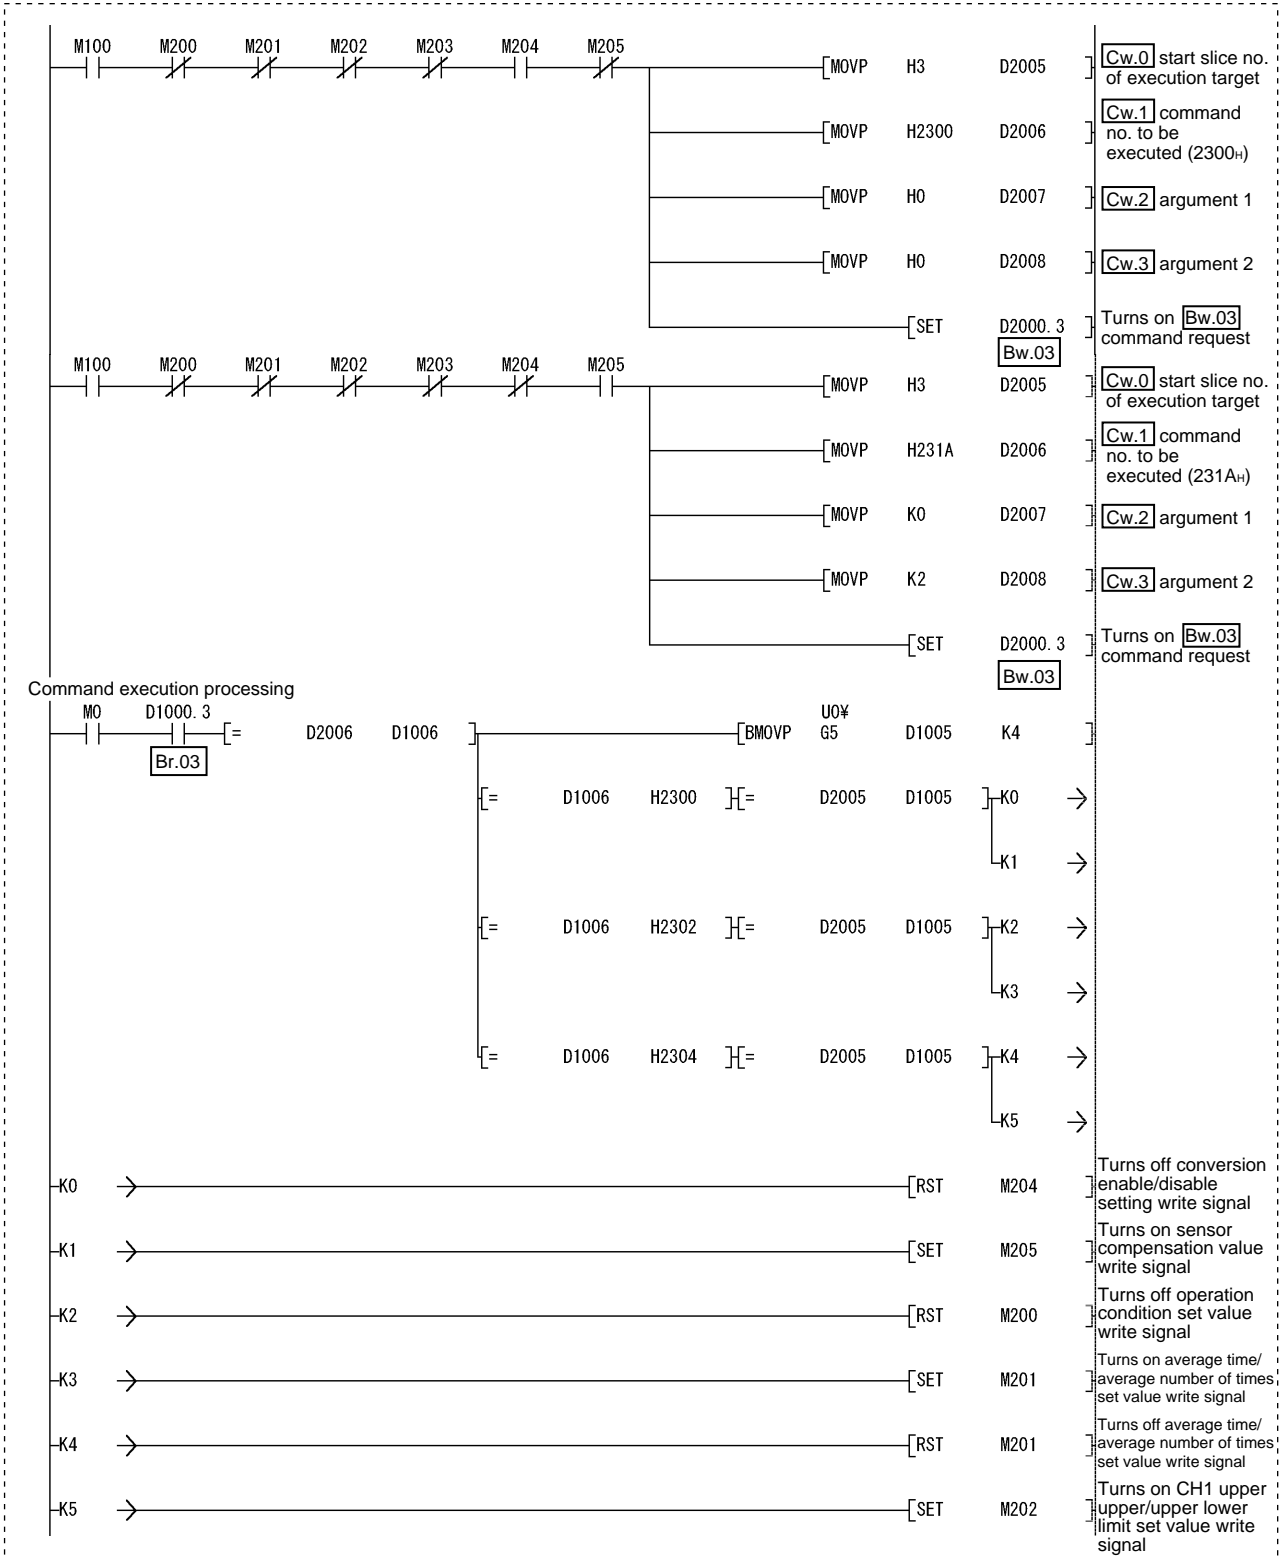 M100 M200 M201 M202 M203 M204 M205
[MOVP H3 D2005 ]
Cw.0 start slice no.
of execution target
[MOVP H2300 D2006 ]
Cw.1 command
no. to be
executed (2300H)
[MOVP H0 D2007 ]
Cw.2 argument 1
[MOVP H0 D2008 ]
Cw.3 argument 2
[SET D2000.3 ]
Bw.03
Turns on Bw.03
command request
M100 M200 M201 M202 M203 M204 M205
[MOVP H3 D2005 ]
Cw.0 start slice no.
of execution target
[MOVP H231A D2006 ]
Cw.1 command
no. to be
executed (231AH)
[MOVP K0 D2007 ]
Cw.2 argument 1
[MOVP K2 D2008 ]
Cw.3 argument 2
[SET D2000.3 ]
Bw.03
Turns on Bw.03
command request
Command execution processing
M0 D1000.3
Br.03
[= D2006 D1006 ]
U0¥
[BMOVP G5 D1005 K4 ]
[= D1006 H2300 ] [= D2005 D1005 ] K0
K1
[= D1006 H2302 ] [= D2005 D1005 ] K2
K3
[= D1006 H2304 ] [= D2005 D1005 ] K4
K5
K0 [RST M204 ]
Turns off conversion
enable/disable
setting write signal
K1 [SET M205 ]
Turns on sensor
compensation value
write signal
K2 [RST M200 ]
Turns off operation
condition set value
write signal
K3 [SET M201 ]
Turns on average time/
average number of times
set value write signal
K4 [RST M201 ]
Turns off average time/
average number of times
set value write signal
K5 [SET M202 ]
Turns on CH1 upper
upper/upper lower
limit set value write
signal